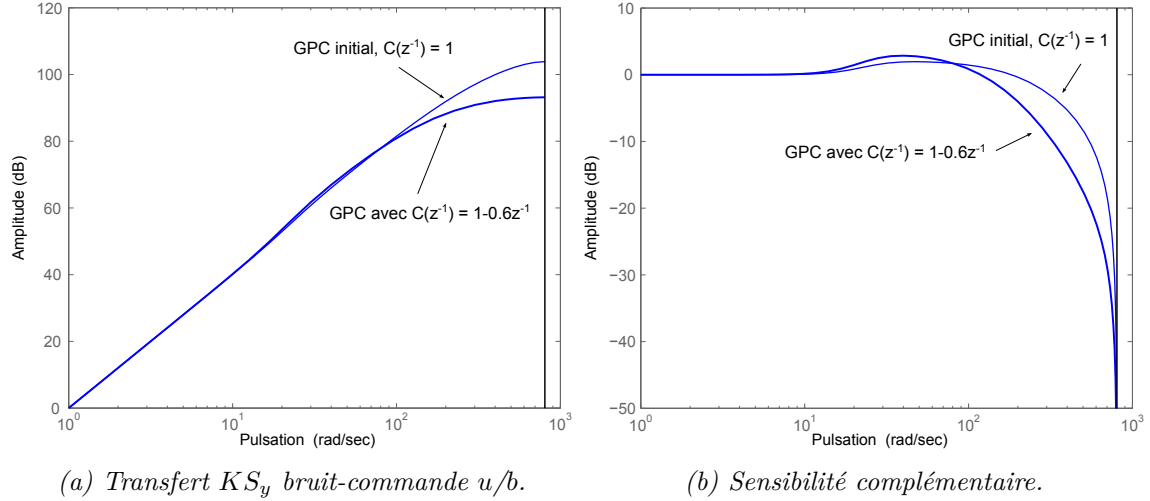 120
100
80
60
40
20
0
Amplitude (dB)
GPC initial, C(z⁻¹) = 1
GPC avec C(z⁻¹) = 1-0.6z⁻¹
10⁰
10¹
10²
10³
Pulsation (rad/sec)
(a) Transfert KS_y bruit-commande u/b.
10
0
−10
−20
−30
−40
−50
Amplitude (dB)
GPC initial, C(z⁻¹) = 1
GPC avec C(z⁻¹) = 1-0.6z⁻¹
10⁰
10¹
10²
10³
Pulsation (rad/sec)
(b) Sensibilité complémentaire.